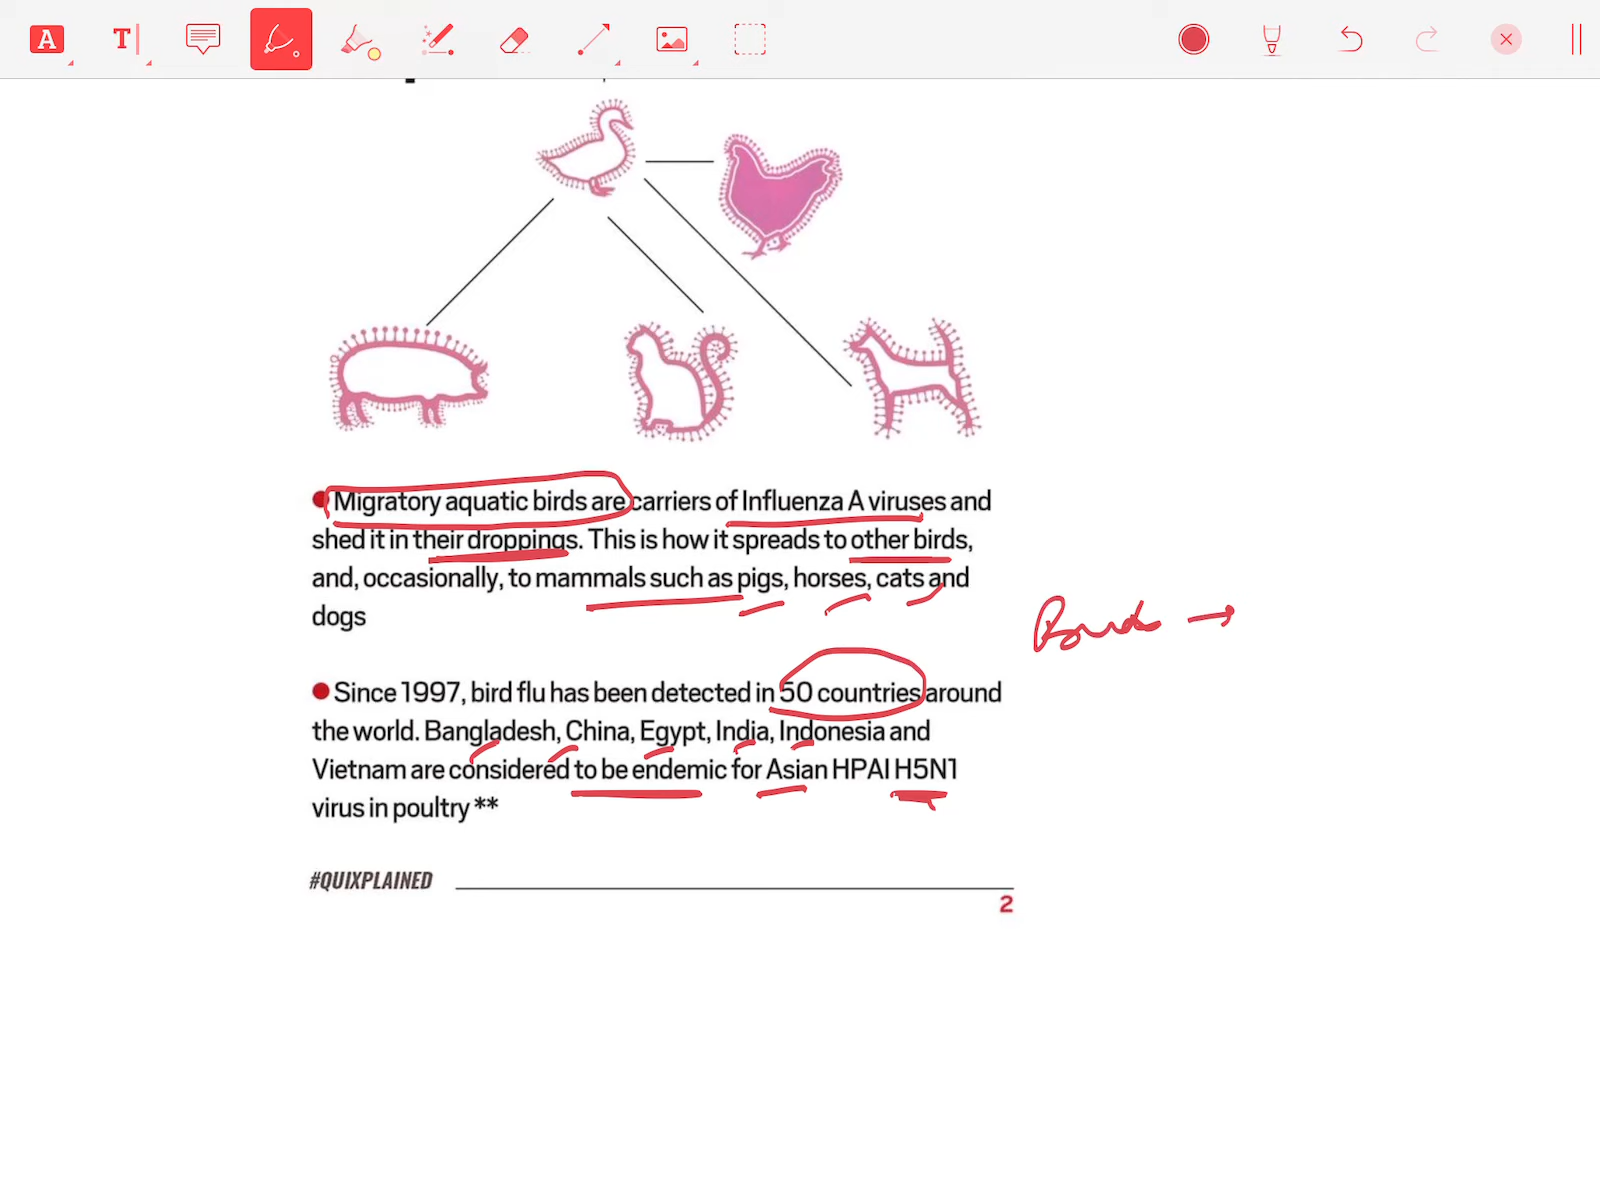 A
T
Migratory aquatic birds are carriers of Influenza A viruses and
shed it in their droppings. This is how it spreads to other birds,
and, occasionally, to mammals such as pigs, horses, cats and
dogs
Birds →
Since 1997, bird flu has been detected in 50 countries around
the world. Bangladesh, China, Egypt, India, Indonesia and
Vietnam are considered to be endemic for Asian HPAI H5N1
virus in poultry **
#QUIXPLAINED
2